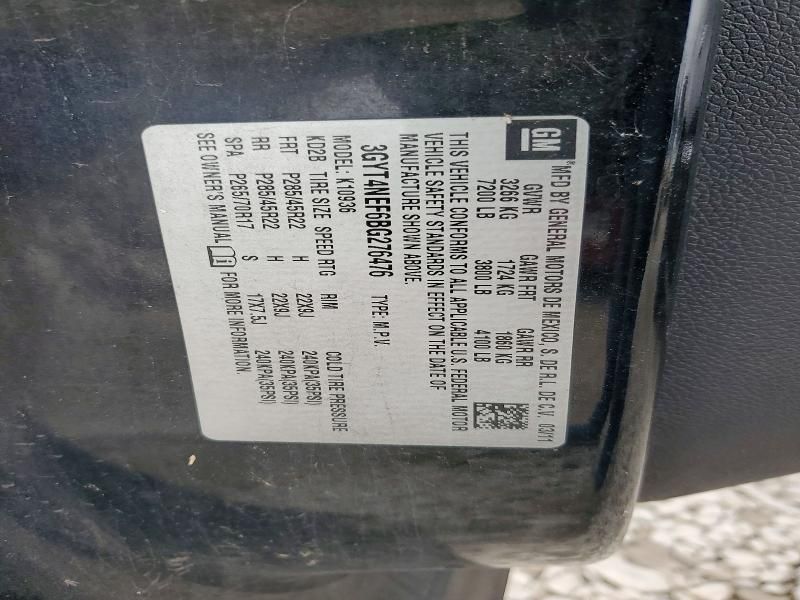 GM
® MFD BY GENERAL MOTORS DE MEXICO, S. DE R.L. DE C.V. 03/11
GVWR GAWR FRT GAWR RR
3266 KG 1724 KG 1860 KG
7200 LB 3800 LB 4100 LB
THIS VEHICLE CONFORMS TO ALL APPLICABLE U.S. FEDERAL MOTOR
VEHICLE SAFETY STANDARDS IN EFFECT ON THE DATE OF
MANUFACTURE SHOWN ABOVE.
3GYT4NEF6BG276476 TYPE: M.P.V.
MODEL: K10936
KD2B TIRE SIZE SPEED RTG RIM COLD TIRE PRESSURE
FRT P285/45R22 H 22X9J 240KPA(35PSI)
RR P285/45R22 H 22X9J 240KPA(35PSI)
SPA P265/70R17 S 17X7.5J 240KPA(35PSI)
SEE OWNER'S MANUAL FOR MORE INFORMATION